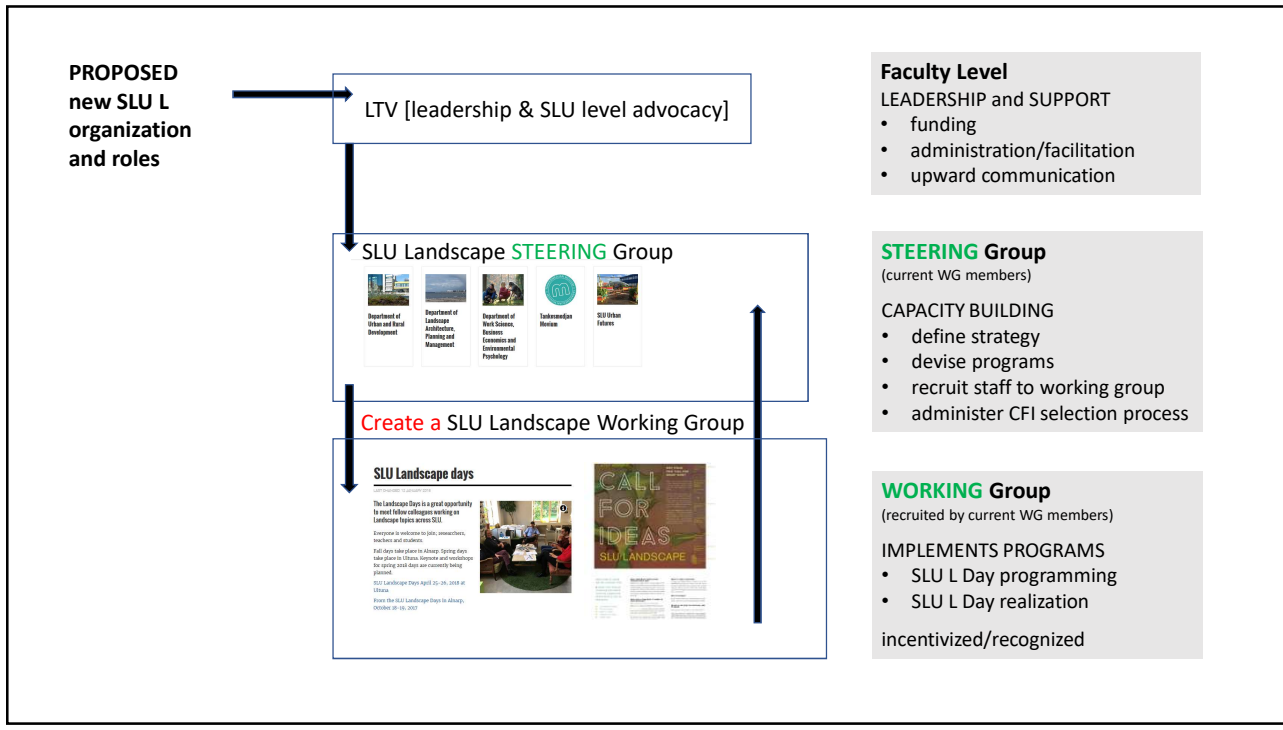 PROPOSED
new SLU L
organization
and roles
LTV [leadership & SLU level advocacy]
Faculty Level
LEADERSHIP and SUPPORT
• funding
• administration/facilitation
• upward communication
SLU Landscape STEERING Group
Department of
Urban and Rural
Development
Department of
Landscape
Architecture,
Planning and
Management
Department of
Work Science,
Business
Economics and
Environmental
Psychology
Tankesmedjan
Movium
SLU Urban
Futures
STEERING Group
(current WG members)
CAPACITY BUILDING
• define strategy
• devise programs
• recruit staff to working group
• administer CFI selection process
Create a SLU Landscape Working Group
SLU Landscape days
The Landscape Days is a great opportunity
to meet fellow colleagues working on
Landscape topics across SLU.
Everyone is welcome to join; researchers,
teachers and students.
Fall days take place in Alnarp. Spring days
take place in Ultuna. Keynote and workshops
for spring 2018 days are currently being
planned.
SLU Landscape Days April 25-26, 2018 at
Ultuna
From the SLU Landscape Days in Alnarp,
October 18-19, 2017
CALL
FOR
IDEAS
SLU LANDSCAPE
WORKING Group
(recruited by current WG members)
IMPLEMENTS PROGRAMS
• SLU L Day programming
• SLU L Day realization
incentivized/recognized